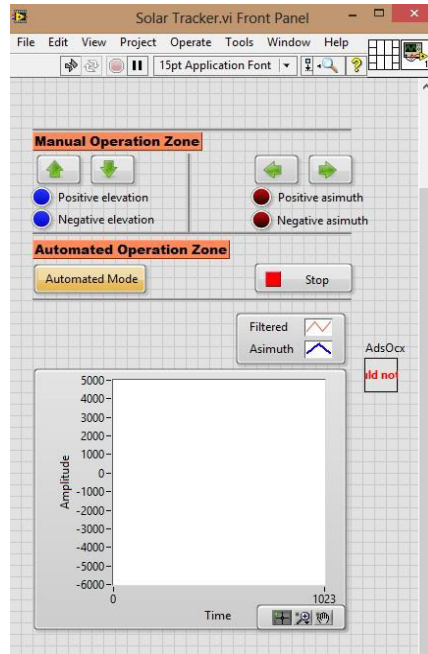 Solar Tracker.vi Front Panel
File Edit View Project Operate Tools Window Help
15pt Application Font
Manual Operation Zone
Positive elevation
Positive asimuth
Negative elevation
Negative asimuth
Automated Operation Zone
Automated Mode
Stop
Filtered
Asimuth
AdsOcx
uld not
5000
4000
3000
2000
1000
0
-1000
-2000
-3000
-4000
-5000
-6000
Amplitude
0
1023
Time